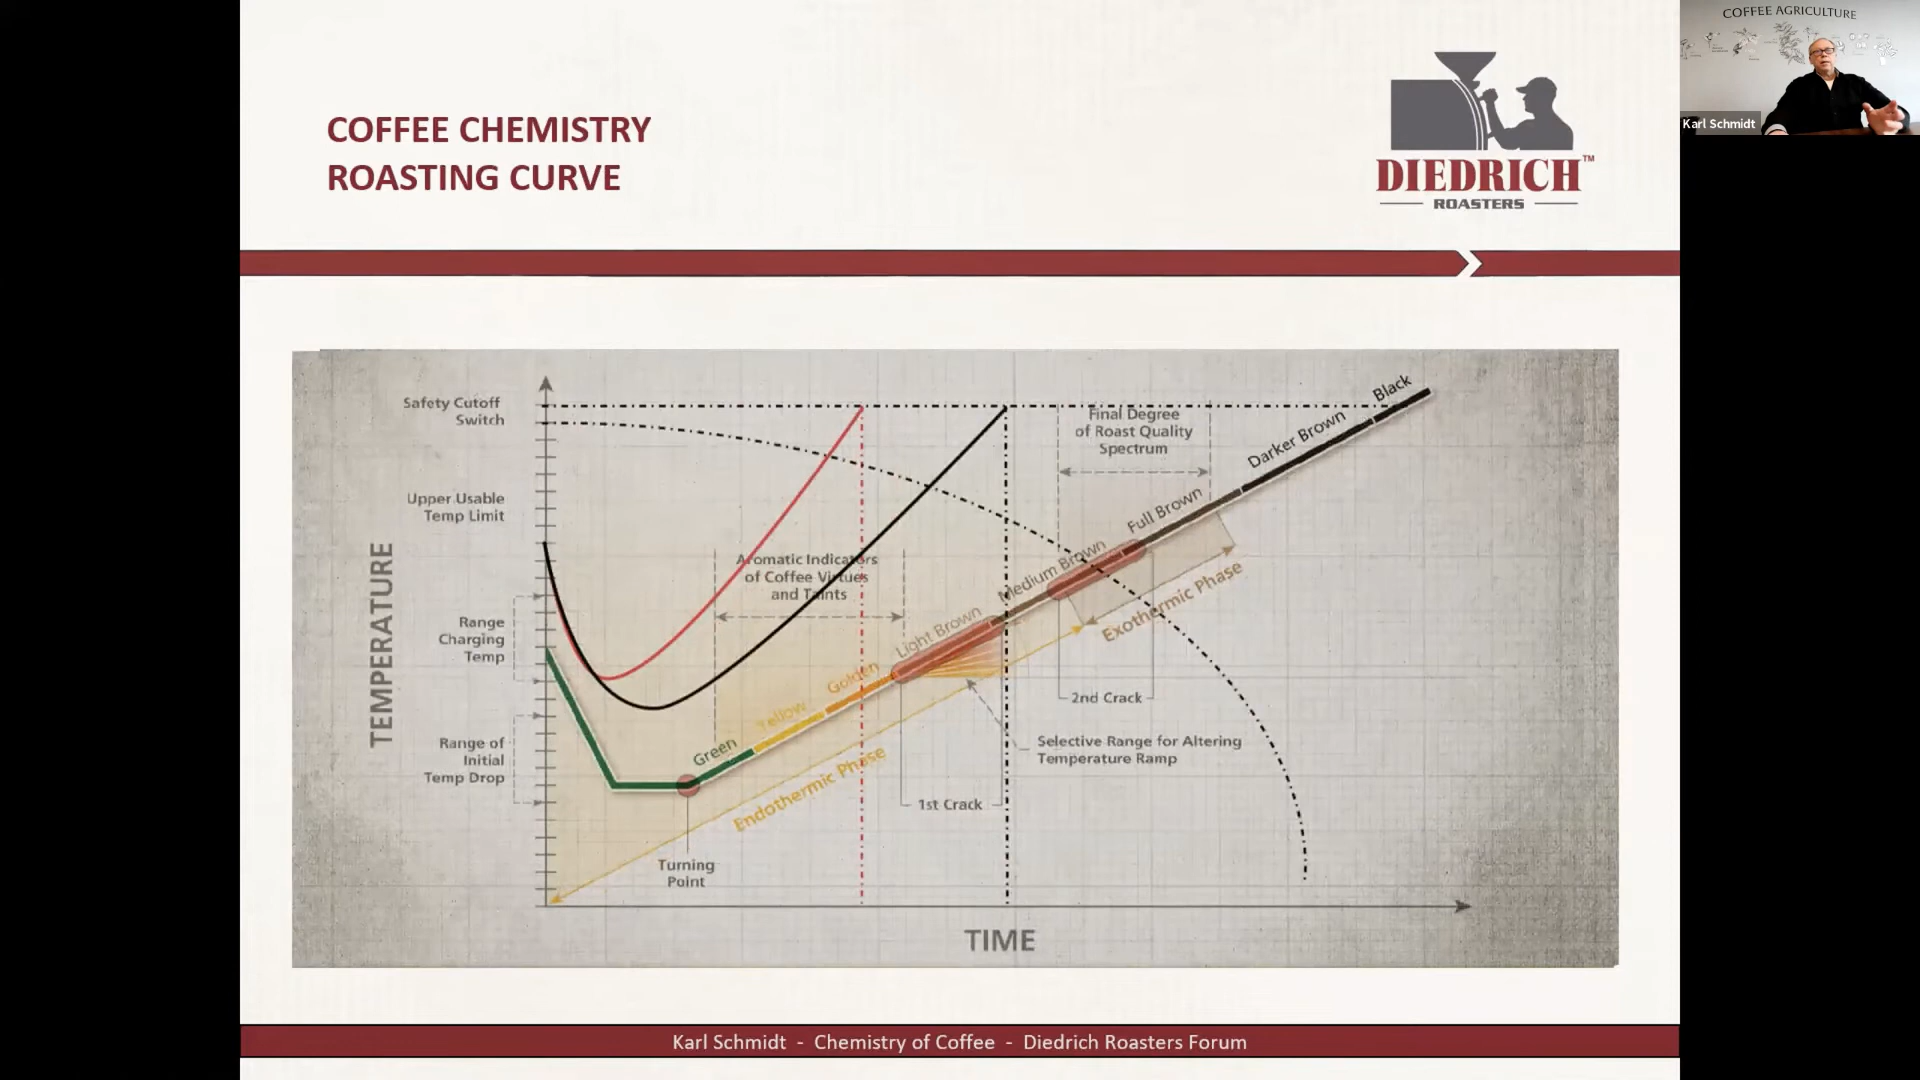 COFFEE CHEMISTRY
ROASTING CURVE
DIEDRICH™
ROASTERS
COFFEE AGRICULTURE
Karl Schmidt
TEMPERATURE
Safety Cutoff
Switch
Upper Usable
Temp Limit
Range
Charging
Temp
Range of
Initial
Temp Drop
Aromatic Indicators
of Coffee Virtues
and Taints
Final Degree
of Roast Quality
Spectrum
Green
Yellow
Golden
Light Brown
Medium Brown
Full Brown
Darker Brown
Black
Endothermic Phase
Exothermic Phase
Turning
Point
1st Crack
2nd Crack
Selective Range for Altering
Temperature Ramp
TIME
Karl Schmidt - Chemistry of Coffee - Diedrich Roasters Forum